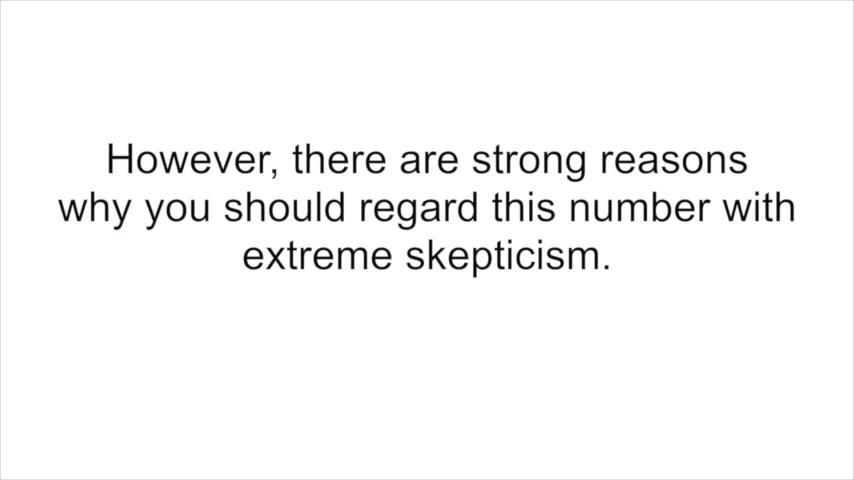 However, there are strong reasons
why you should regard this number with
extreme skepticism.